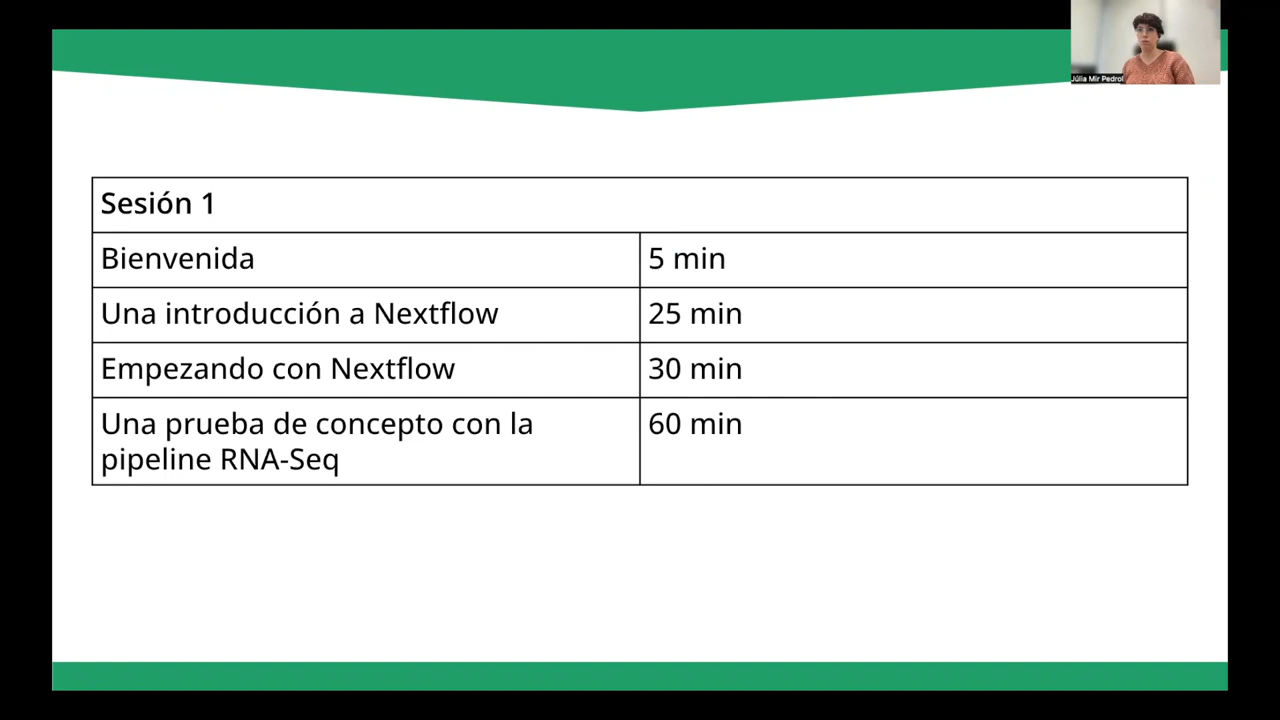 Júlia Mir Pedrol
Sesión 1
Bienvenida
5 min
Una introducción a Nextflow
25 min
Empezando con Nextflow
30 min
Una prueba de concepto con la
pipeline RNA-Seq
60 min